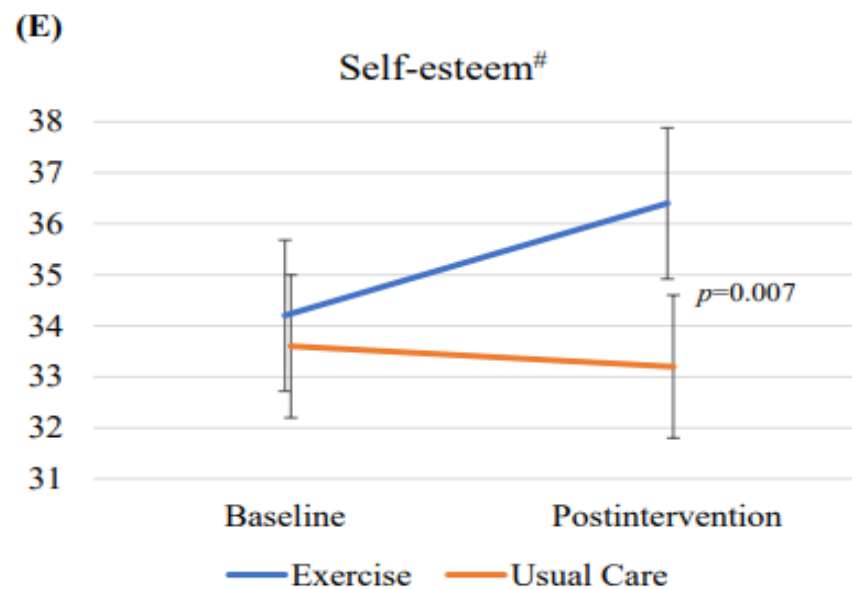 (E)
Self-esteem#
38
37
36
35
34
33
32
31
p=0.007
Baseline Postintervention
Exercise Usual Care